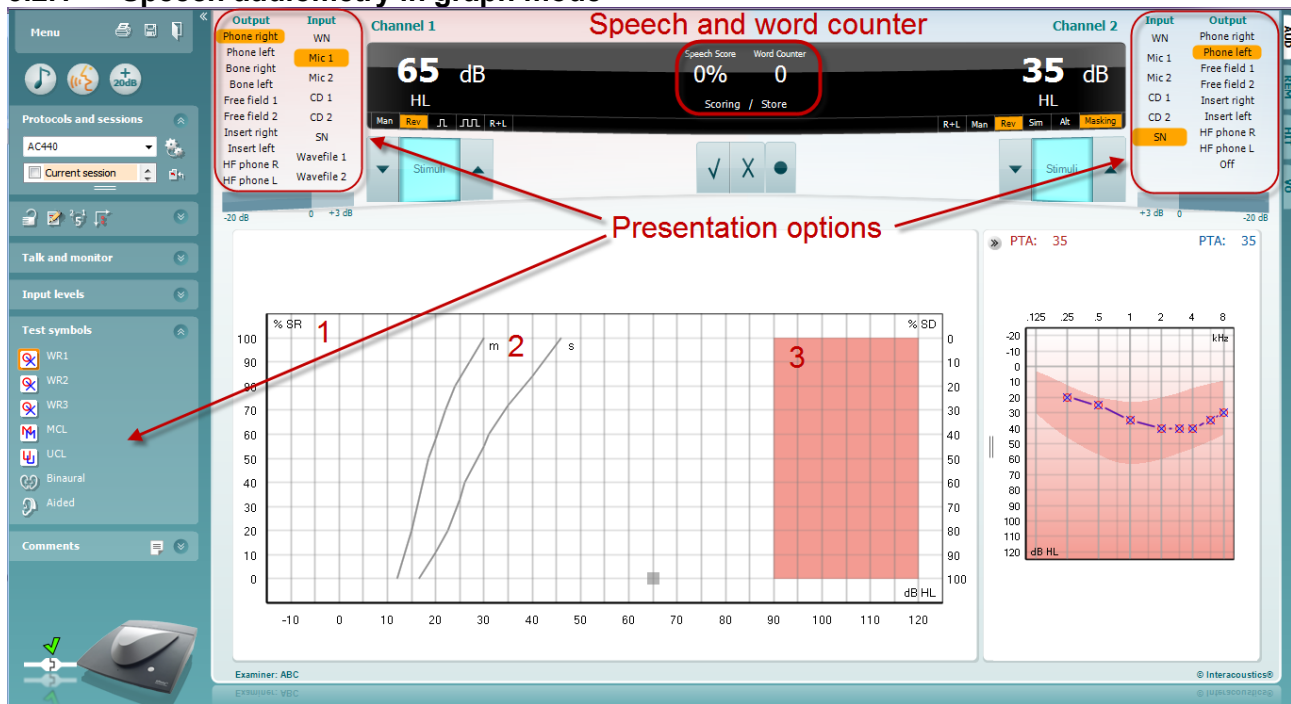 Speech audiometry in graph mode
Menu
20dB
Protocols and sessions
AC440
Current session
Talk and monitor
Input levels
Test symbols
WR1
WR2
WR3
MCL
UCL
Binaural
Aided
Comments
Output Input
Phone right WN
Phone left Mic 1
Bone right Mic 2
Bone left CD 1
Free field 1 CD 2
Free field 2 SN
Insert right Wavefile 1
Insert left Wavefile 2
HF phone R
HF phone L
Channel 1
Speech and word counter
Channel 2
65 dB
HL
Speech Score Word Counter
0% 0
Scoring / Store
35 dB
HL
Man Rev R+L
R+L Man Rev Sim Alt Masking
Input Output
WN Phone right
Mic 1 Phone left
Mic 2 Free field 1
CD 1 Free field 2
CD 2 Insert right
SN Insert left
HF phone R
HF phone L
Off
AUD
REM
HIT
VO
Stimuli
√ X ●
Stimuli
-20 dB 0 +3 dB
+3 dB 0 -20 dB
Presentation options
% SR 1
m 2 s
3
% SD
100 0
90 10
80 20
70 30
60 40
50 50
40 60
30 70
20 80
10 90
0 100
dB HL
-10 0 10 20 30 40 50 60 70 80 90 100 110 120
PTA: 35 PTA: 35
.125 .25 .5 1 2 4 8
kHz
-20
-10
0
10
20
30
40
50
60
70
80
90
100
110
120
dB HL
Examiner: ABC
© Interacoustics®